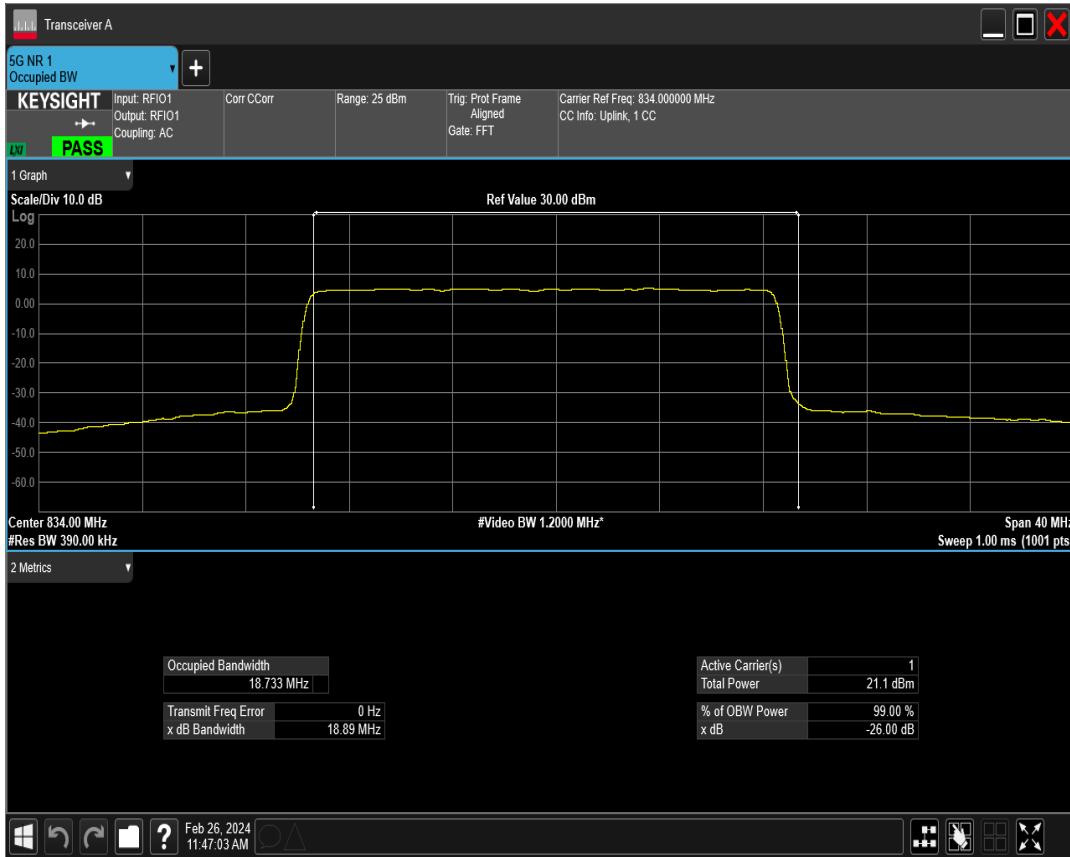 Transceiver A
5G NR 1
Occupied BW
KEYSIGHT
Input: RFIO1
Output: RFIO1
Coupling: AC
Corr CCorr
Range: 25 dBm
Trig: Prot Frame
Aligned
Gate: FFT
Carrier Ref Freq: 834.000000 MHz
CC Info: Uplink, 1 CC
LXI
PASS
1 Graph
Scale/Div 10.0 dB
Ref Value 30.00 dBm
Log
20.0
10.0
0.00
-10.0
-20.0
-30.0
-40.0
-50.0
-60.0
Center 834.00 MHz
#Video BW 1.2000 MHz*
Span 40 MHz
#Res BW 390.00 kHz
Sweep 1.00 ms (1001 pts
2 Metrics
Occupied Bandwidth
18.733 MHz
Transmit Freq Error 0 Hz
x dB Bandwidth 18.89 MHz
Active Carrier(s) 1
Total Power 21.1 dBm
% of OBW Power 99.00 %
x dB -26.00 dB
?
Feb 26, 2024
11:47:03 AM